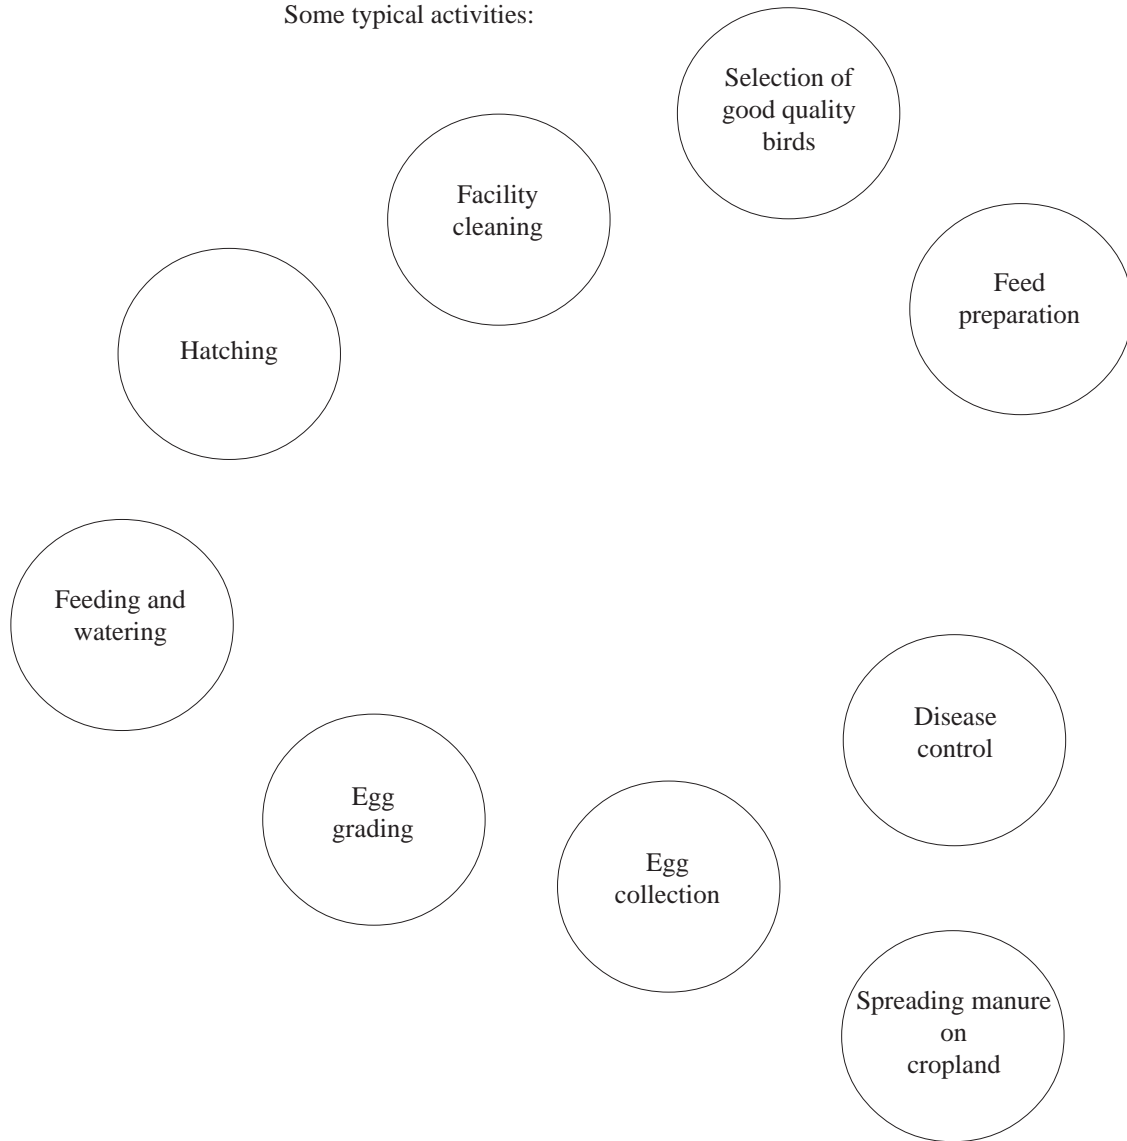 Some typical activities:
Selection of
good quality
birds
Facility
cleaning
Feed
preparation
Hatching
Feeding and
watering
Disease
control
Egg
grading
Egg
collection
Spreading manure
on
cropland